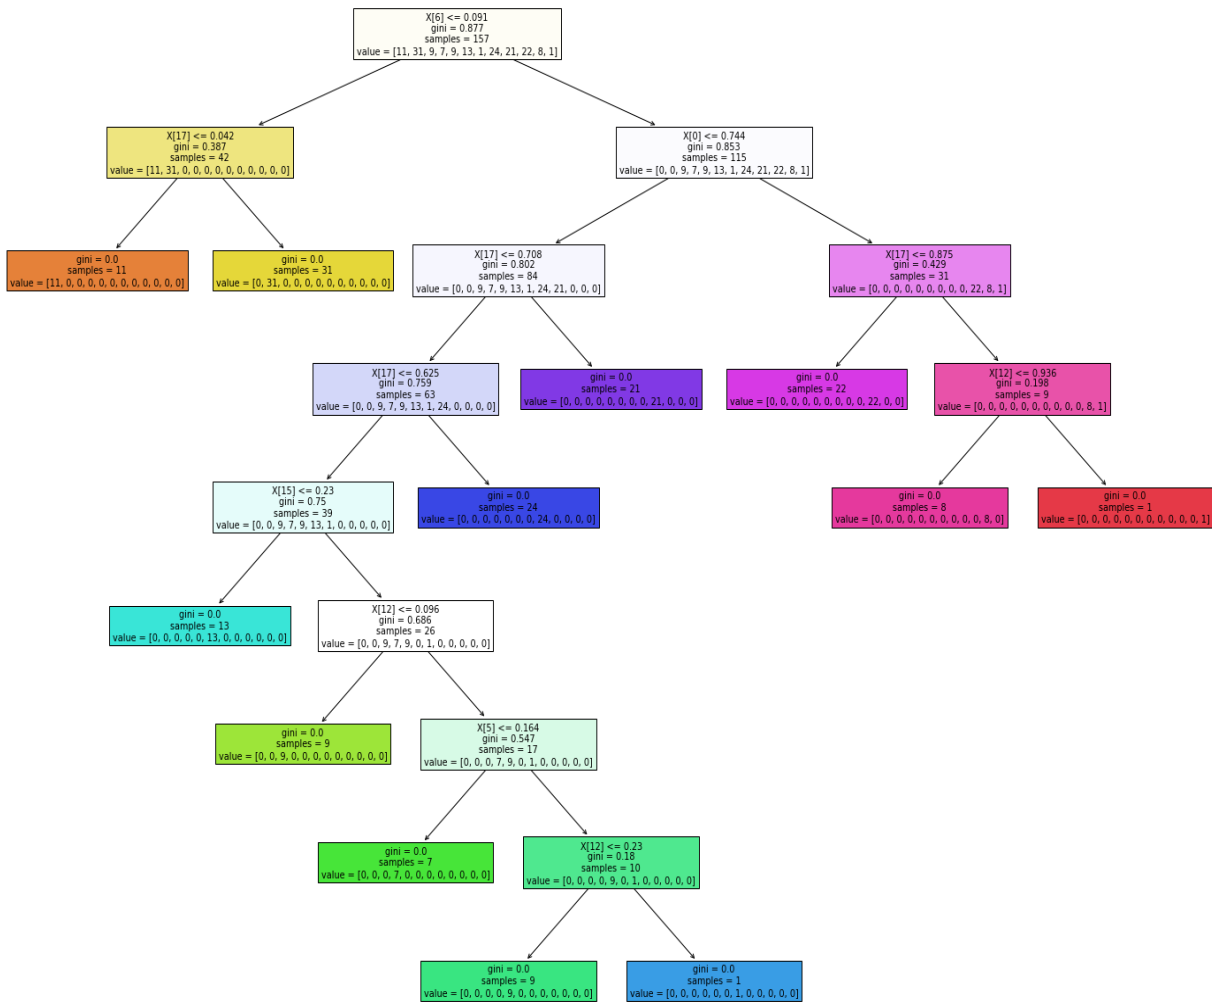 X[6] <= 0.091
gini = 0.877
samples = 157
value = [11, 31, 9, 7, 9, 13, 1, 24, 21, 22, 8, 1]
X[17] <= 0.042
gini = 0.387
samples = 42
value = [11, 31, 0, 0, 0, 0, 0, 0, 0, 0, 0, 0]
X[0] <= 0.744
gini = 0.853
samples = 115
value = [0, 0, 9, 7, 9, 13, 1, 24, 21, 22, 8, 1]
gini = 0.0
samples = 11
value = [11, 0, 0, 0, 0, 0, 0, 0, 0, 0, 0, 0]
gini = 0.0
samples = 31
value = [0, 31, 0, 0, 0, 0, 0, 0, 0, 0, 0, 0]
X[17] <= 0.708
gini = 0.802
samples = 84
value = [0, 0, 9, 7, 9, 13, 1, 24, 21, 0, 0, 0]
X[17] <= 0.875
gini = 0.429
samples = 31
value = [0, 0, 0, 0, 0, 0, 0, 0, 0, 22, 8, 1]
X[17] <= 0.625
gini = 0.759
samples = 63
value = [0, 0, 9, 7, 9, 13, 1, 24, 0, 0, 0, 0]
gini = 0.0
samples = 21
value = [0, 0, 0, 0, 0, 0, 0, 0, 21, 0, 0, 0]
gini = 0.0
samples = 22
value = [0, 0, 0, 0, 0, 0, 0, 0, 0, 22, 0, 0]
X[12] <= 0.936
gini = 0.198
samples = 9
value = [0, 0, 0, 0, 0, 0, 0, 0, 0, 0, 8, 1]
X[15] <= 0.23
gini = 0.75
samples = 39
value = [0, 0, 9, 7, 9, 13, 1, 0, 0, 0, 0, 0]
gini = 0.0
samples = 24
value = [0, 0, 0, 0, 0, 0, 0, 24, 0, 0, 0, 0]
gini = 0.0
samples = 8
value = [0, 0, 0, 0, 0, 0, 0, 0, 0, 0, 8, 0]
gini = 0.0
samples = 1
value = [0, 0, 0, 0, 0, 0, 0, 0, 0, 0, 0, 1]
gini = 0.0
samples = 13
value = [0, 0, 0, 0, 0, 13, 0, 0, 0, 0, 0, 0]
X[12] <= 0.096
gini = 0.686
samples = 26
value = [0, 0, 9, 7, 9, 0, 1, 0, 0, 0, 0, 0]
gini = 0.0
samples = 9
value = [0, 0, 9, 0, 0, 0, 0, 0, 0, 0, 0, 0]
X[5] <= 0.164
gini = 0.547
samples = 17
value = [0, 0, 0, 7, 9, 0, 1, 0, 0, 0, 0, 0]
gini = 0.0
samples = 7
value = [0, 0, 0, 7, 0, 0, 0, 0, 0, 0, 0, 0]
X[12] <= 0.23
gini = 0.18
samples = 10
value = [0, 0, 0, 0, 9, 0, 1, 0, 0, 0, 0, 0]
gini = 0.0
samples = 9
value = [0, 0, 0, 0, 9, 0, 0, 0, 0, 0, 0, 0]
gini = 0.0
samples = 1
value = [0, 0, 0, 0, 0, 0, 1, 0, 0, 0, 0, 0]